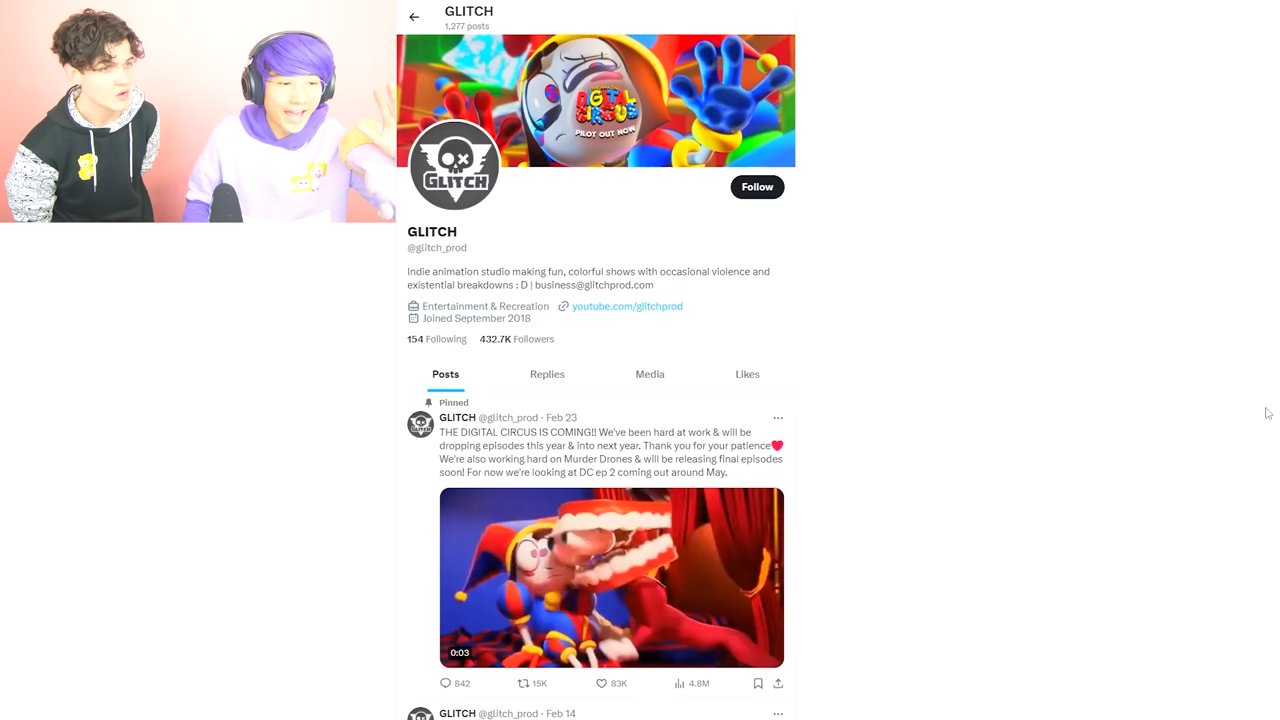 GLITCH
1,277 posts
DIGITAL
CIRCUS
PILOT OUT NOW
GLITCH
Follow
GLITCH
@glitch_prod
Indie animation studio making fun, colorful shows with occasional violence and
existential breakdowns : D | business@glitchprod.com
Entertainment & Recreation youtube.com/glitchprod
Joined September 2018
154 Following 432.7K Followers
Posts Replies Media Likes
Pinned
GLITCH @glitch_prod · Feb 23
THE DIGITAL CIRCUS IS COMING!! We've been hard at work & will be
dropping episodes this year & into next year. Thank you for your patience❤
We're also working hard on Murder Drones & will be releasing final episodes
soon! For now we're looking at DC ep 2 coming out around May.
0:03
842 15K 83K 4.8M
GLITCH @glitch_prod · Feb 14